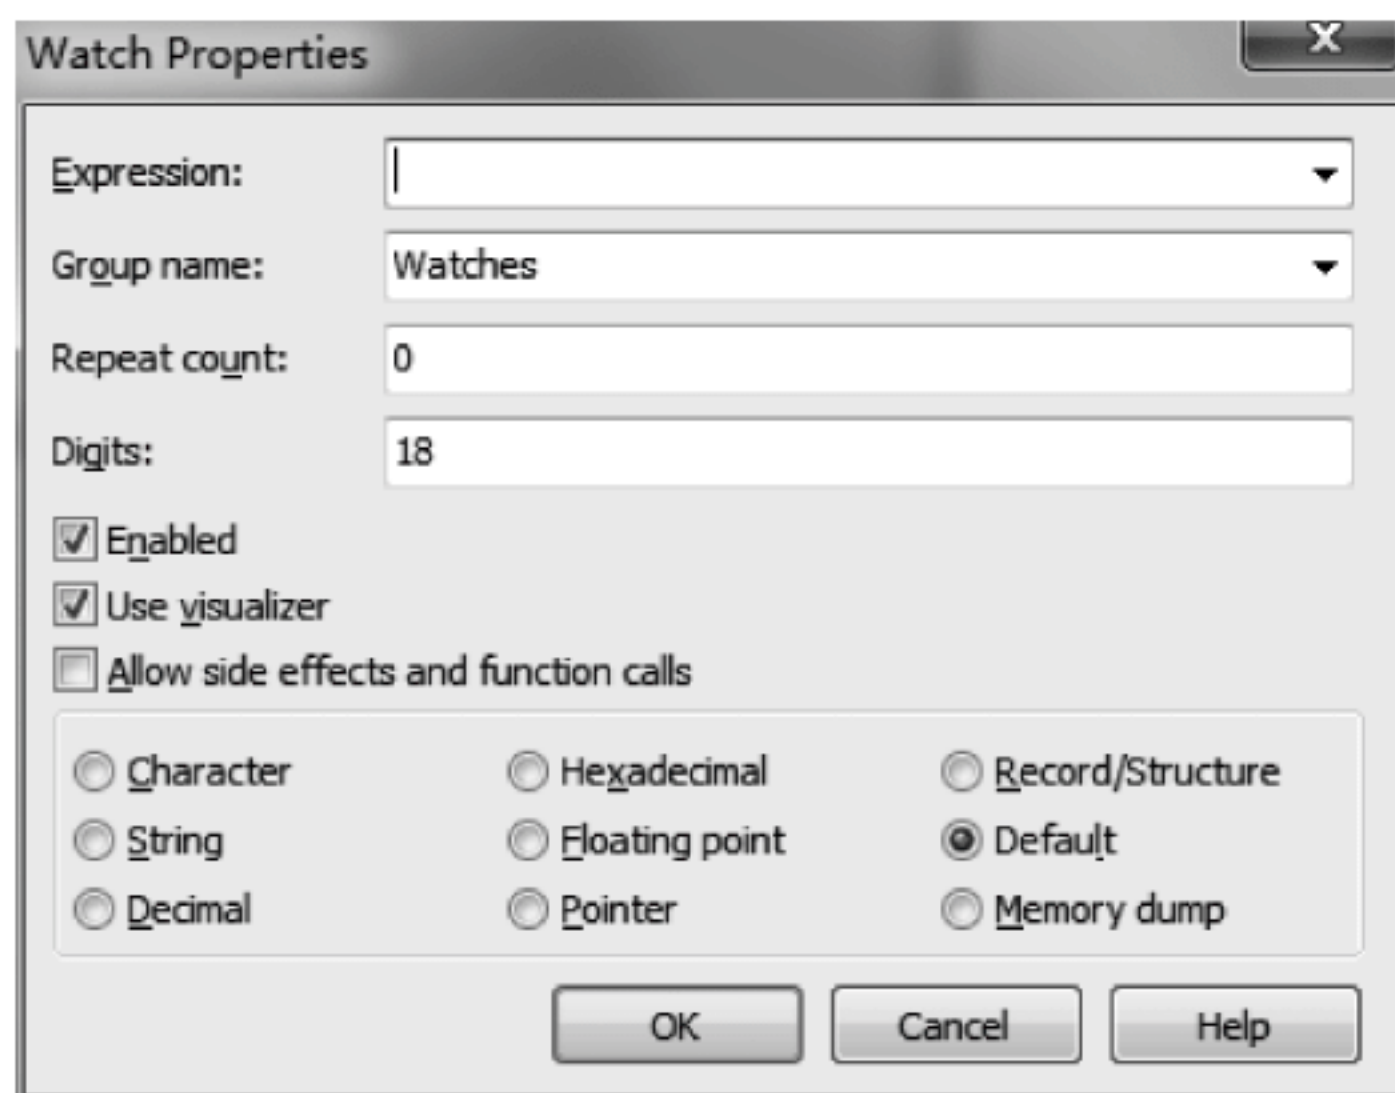 Watch Properties
Expression:
Group name: Watches
Repeat count: 0
Digits: 18
Enabled
Use visualizer
Allow side effects and function calls
Character Hexadecimal Record/Structure
String Floating point Default
Decimal Pointer Memory dump
OK Cancel Help